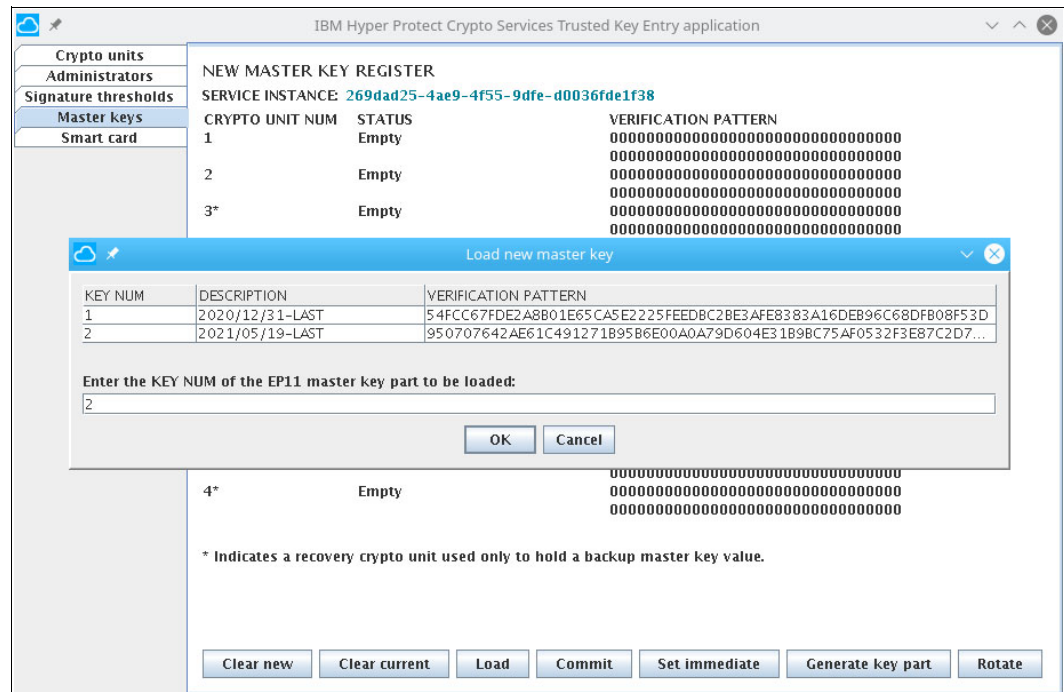 IBM Hyper Protect Crypto Services Trusted Key Entry application
Crypto units
Administrators
Signature thresholds
Master keys
Smart card
NEW MASTER KEY REGISTER
SERVICE INSTANCE: 269dad25-4ae9-4f55-9dfe-d0036fde1f38
CRYPTO UNIT NUM STATUS VERIFICATION PATTERN
1 Empty 00000000000000000000000000000000
00000000000000000000000000000000
2 Empty 00000000000000000000000000000000
00000000000000000000000000000000
3* Empty 00000000000000000000000000000000
00000000000000000000000000000000
Load new master key
KEY NUM DESCRIPTION VERIFICATION PATTERN
1 2020/12/31-LAST 54FCC67FDE2A8B01E65CA5E2225FEEDBC2BE3AFE8383A16DEB96C68DFB08F53D
2 2021/05/19-LAST 950707642AE61C491271B95B6E00A0A79D604E31B9BC75AF0532F3E87C2D7...
Enter the KEY NUM of the EP11 master key part to be loaded:
2
OK Cancel
00000000000000000000000000000000
4* Empty 00000000000000000000000000000000
00000000000000000000000000000000
* Indicates a recovery crypto unit used only to hold a backup master key value.
Clear new Clear current Load Commit Set immediate Generate key part Rotate